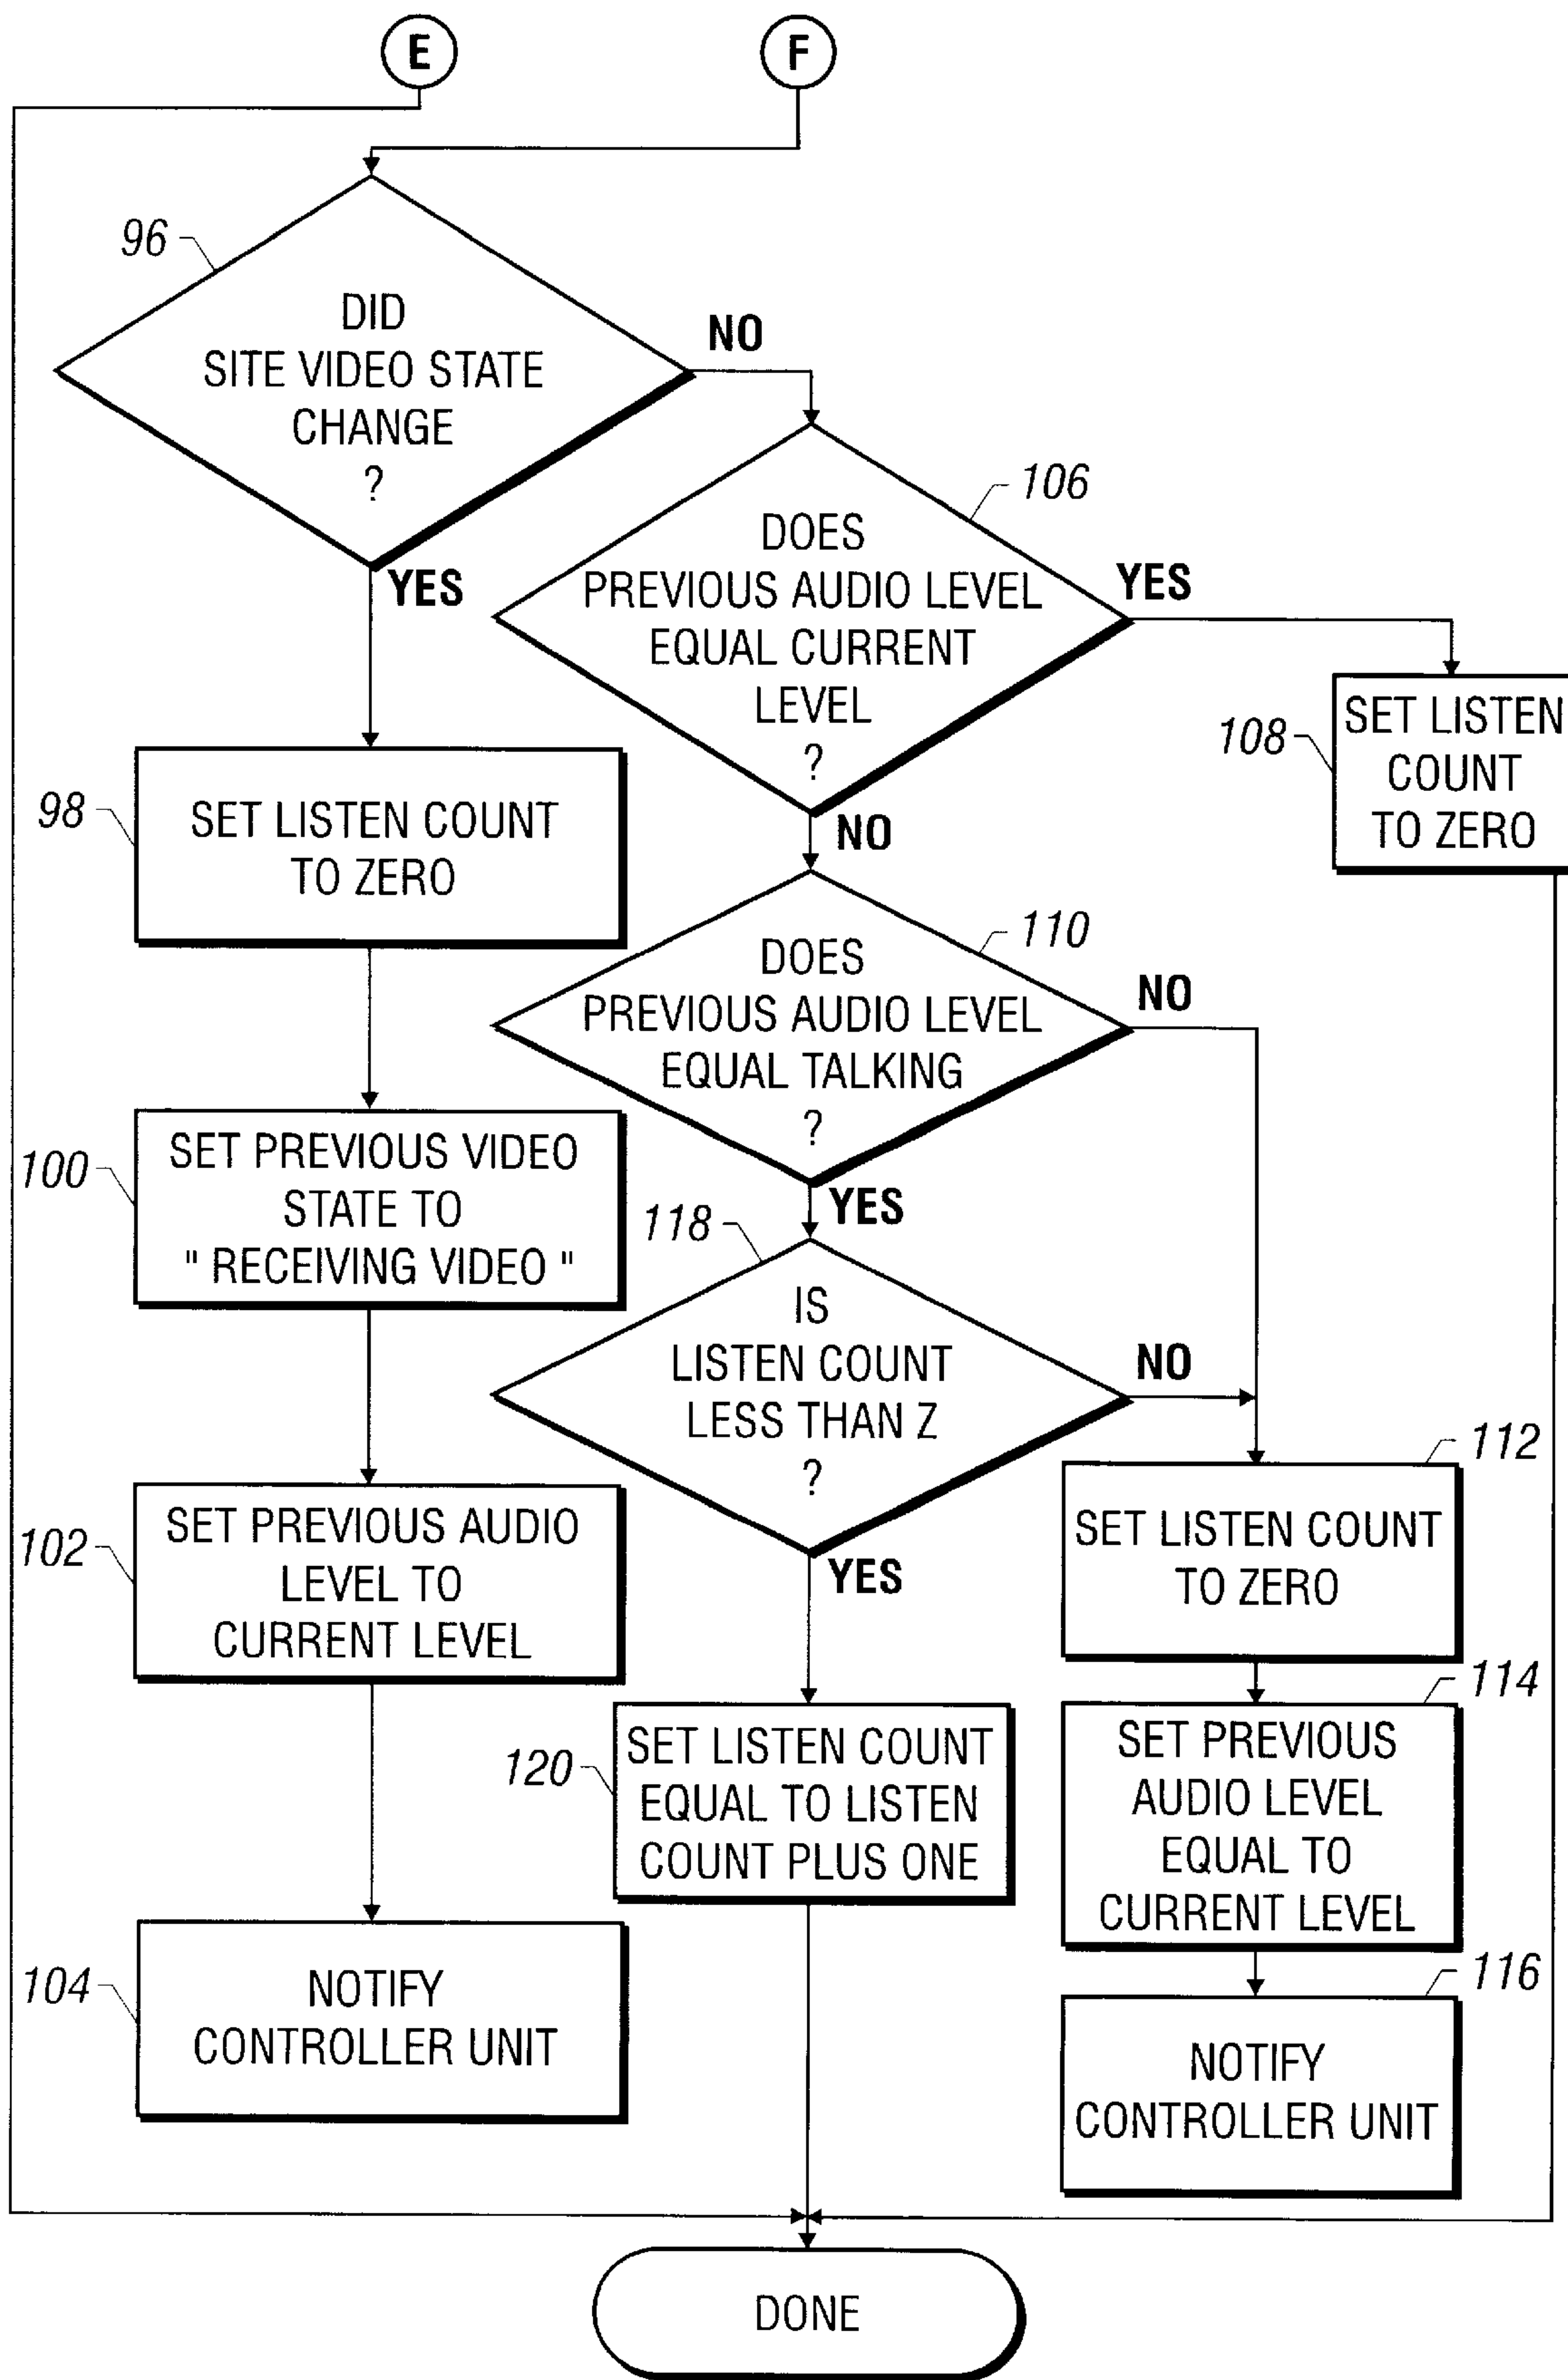 E
F
96
DID
SITE VIDEO STATE
CHANGE
?
NO
YES
106
DOES
PREVIOUS AUDIO LEVEL
EQUAL CURRENT
LEVEL
?
YES
NO
108
SET LISTEN
COUNT
TO ZERO
98
SET LISTEN COUNT
TO ZERO
110
DOES
PREVIOUS AUDIO LEVEL
EQUAL TALKING
?
NO
YES
100
SET PREVIOUS VIDEO
STATE TO
" RECEIVING VIDEO "
118
IS
LISTEN COUNT
LESS THAN Z
?
NO
YES
112
SET LISTEN COUNT
TO ZERO
102
SET PREVIOUS AUDIO
LEVEL TO
CURRENT LEVEL
114
SET PREVIOUS
AUDIO LEVEL
EQUAL TO
CURRENT LEVEL
120
SET LISTEN COUNT
EQUAL TO LISTEN
COUNT PLUS ONE
104
NOTIFY
CONTROLLER UNIT
116
NOTIFY
CONTROLLER UNIT
DONE